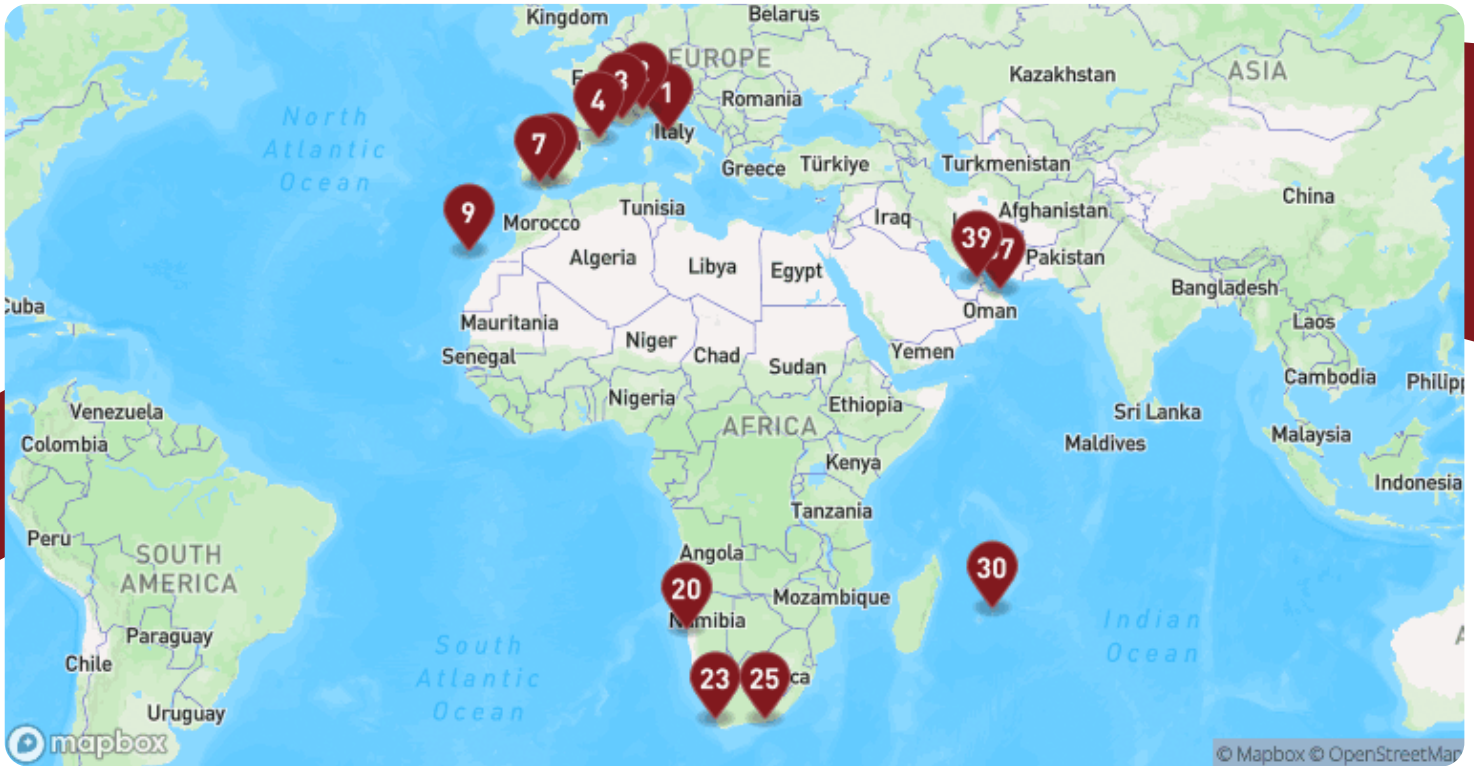 Kingdom
Belarus
EUROPE
Kazakhstan
ASIA
3
1
4
Romania
Italy
7
Greece
Türkiye
Turkmenistan
China
9
Morocco
Tunisia
Iraq
Afghanistan
39
7
Algeria
Libya
Egypt
Pakistan
Bangladesh
North
Atlantic
Ocean
Cuba
Mauritania
Oman
Laos
Niger
Chad
Senegal
Sudan
Yemen
Cambodia
Philipp
Nigeria
Ethiopia
Venezuela
AFRICA
Sri Lanka
Colombia
Maldives
Malaysia
Kenya
Indonesia
Tanzania
Peru
Angola
SOUTH
AMERICA
30
20
Mozambique
Namibia
Indian
Ocean
Paraguay
South
Atlantic
Ocean
Chile
23
25
ca
Uruguay
mapbox
© Mapbox © OpenStreetMap